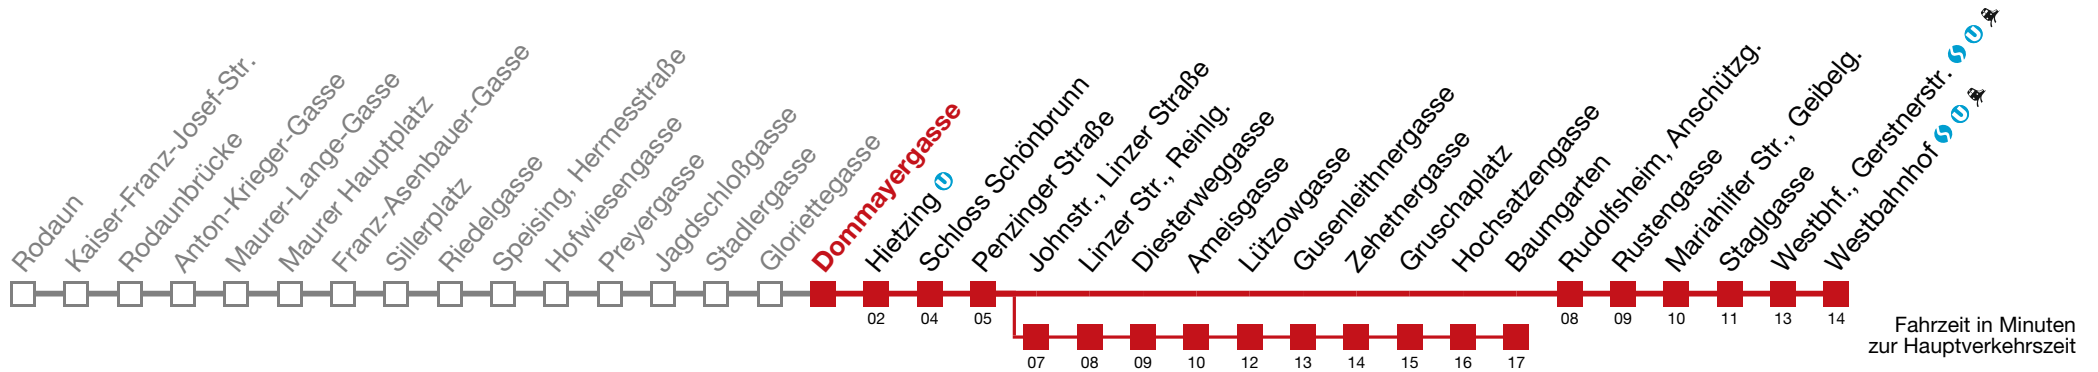 Rodaun
Kaiser-Franz-Josef-Str.
Rodaunbrücke
Anton-Krieger-Gasse
Maurer-Lange-Gasse
Maurer Hauptplatz
Franz-Asenbauer-Gasse
Sillerplatz
Riedelgasse
Speising, Hermesstraße
Hofwiesengasse
Preyergasse
Jagdschloßgasse
Stadlergasse
Gloriettegasse
Dommayergasse
Hietzing U
Schloss Schönbrunn
Penzinger Straße
Johnstr., Linzer Straße
Linzer Str., Reinlg.
Diesterweggasse
Ameisgasse
Lützowgasse
Gusenleithnergasse
Zehetnergasse
Gruschaplatz
Hochsatzengasse
Baumgarten
Rudolfsheim, Anschützg.
Rustengasse
Mariahilfer Str., Geibelg.
Staglgasse
Westbhf., Gerstnerstr. S U
Westbahnhof S U
02 04 05 08 09 10 11 13 14
07 08 09 10 12 13 14 15 16 17
Fahrzeit in Minuten
zur Hauptverkehrszeit